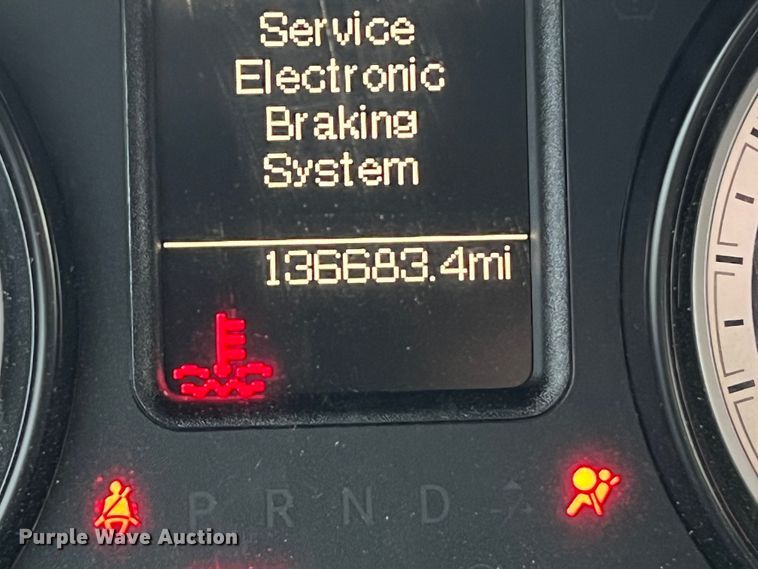 Service
Electronic
Braking
System
136683.4mi
P R N D
Purple Wave Auction